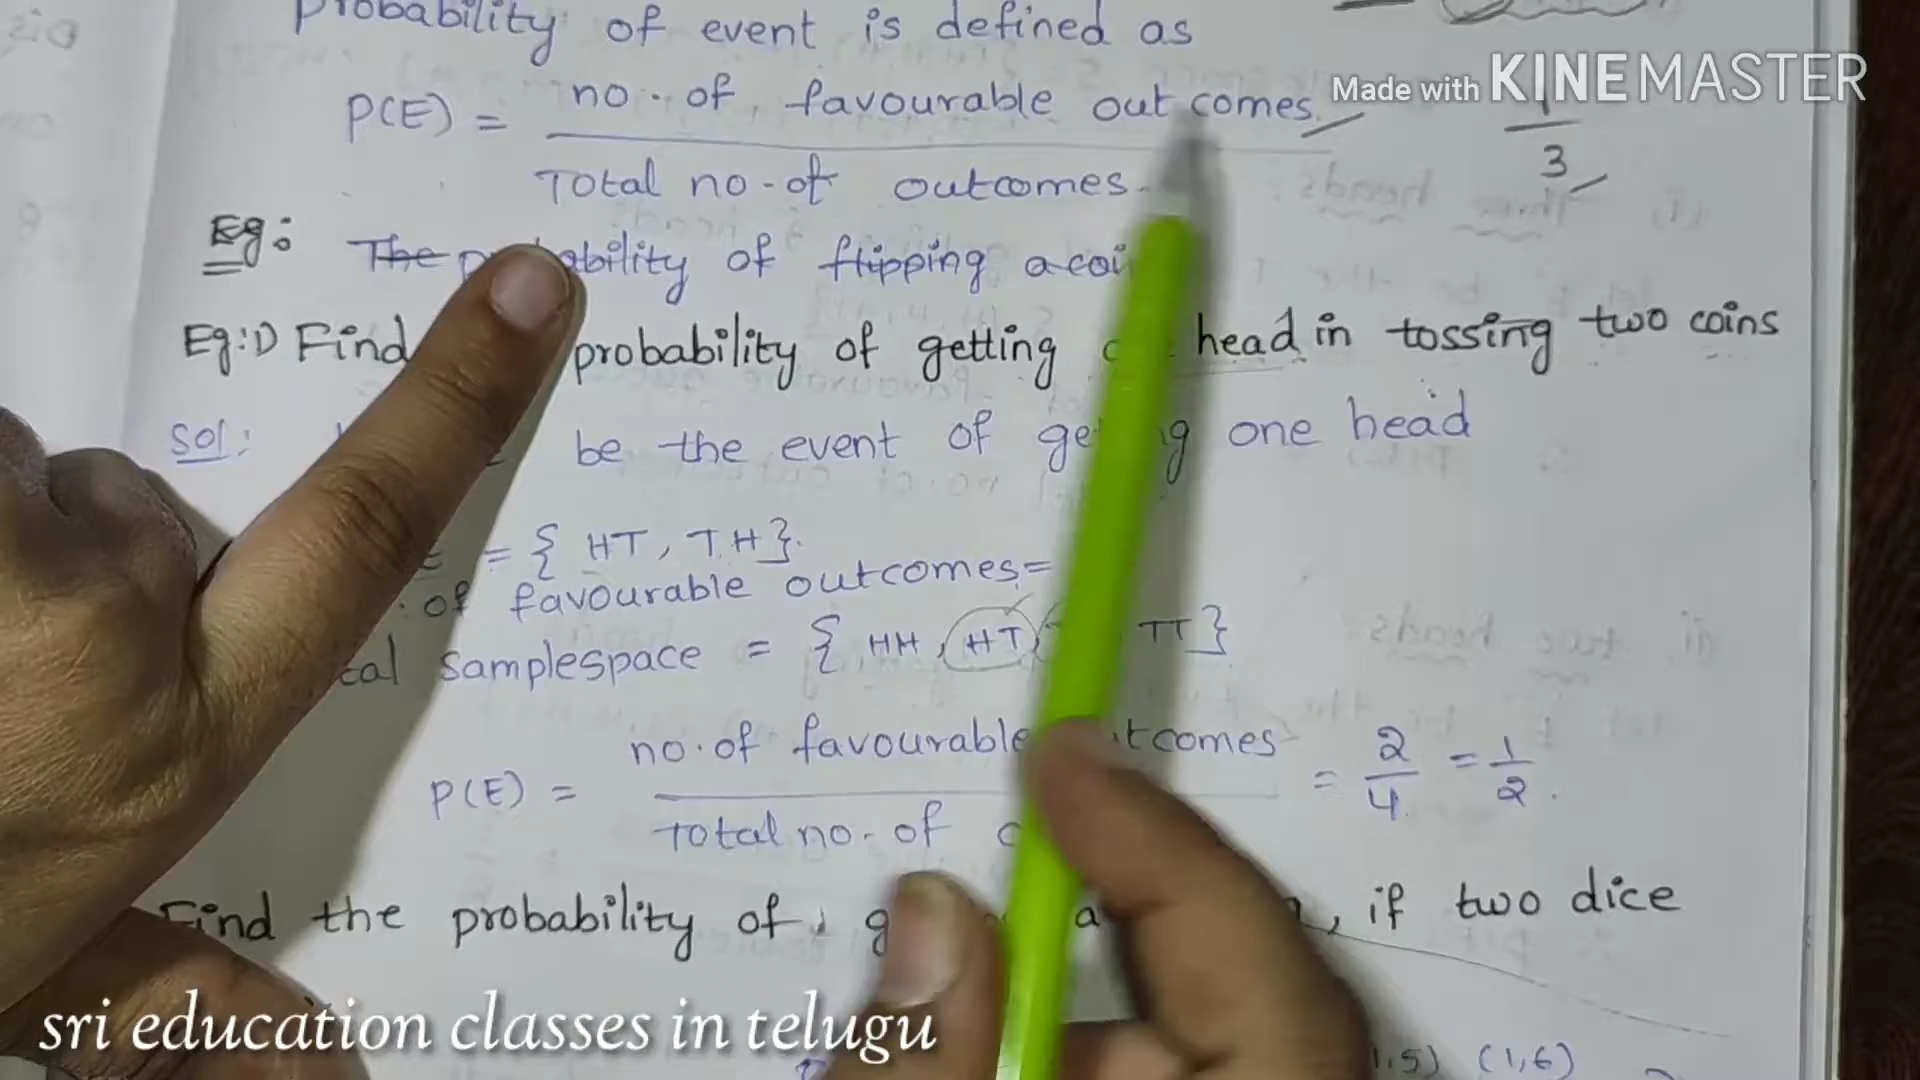 Probability of event is defined as
Made with KINEMASTER
P(E) = no. of favourable outcomes
Total no. of outcomes.
1
3
Eg:
The probability of flipping a coin
Eg:1) Find probability of getting head in tossing two coins
Sol: be the event of getting one head
= { HT, TH}.
of favourable outcomes=
samplespace = { HH, HT, TT }
P(E) = no. of favourable outcomes
Total no. of
= 2/4 = 1/2.
Find the probability of a , if two dice
sri education classes in telugu
1,5) (1,6)